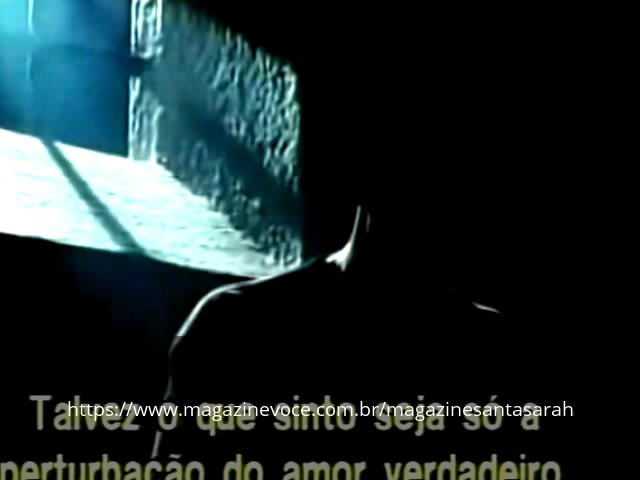 Talvez o que sinto seja só a
https://www.magazinevoce.com.br/magazinesantasarah
perturbação do amor verdadeiro